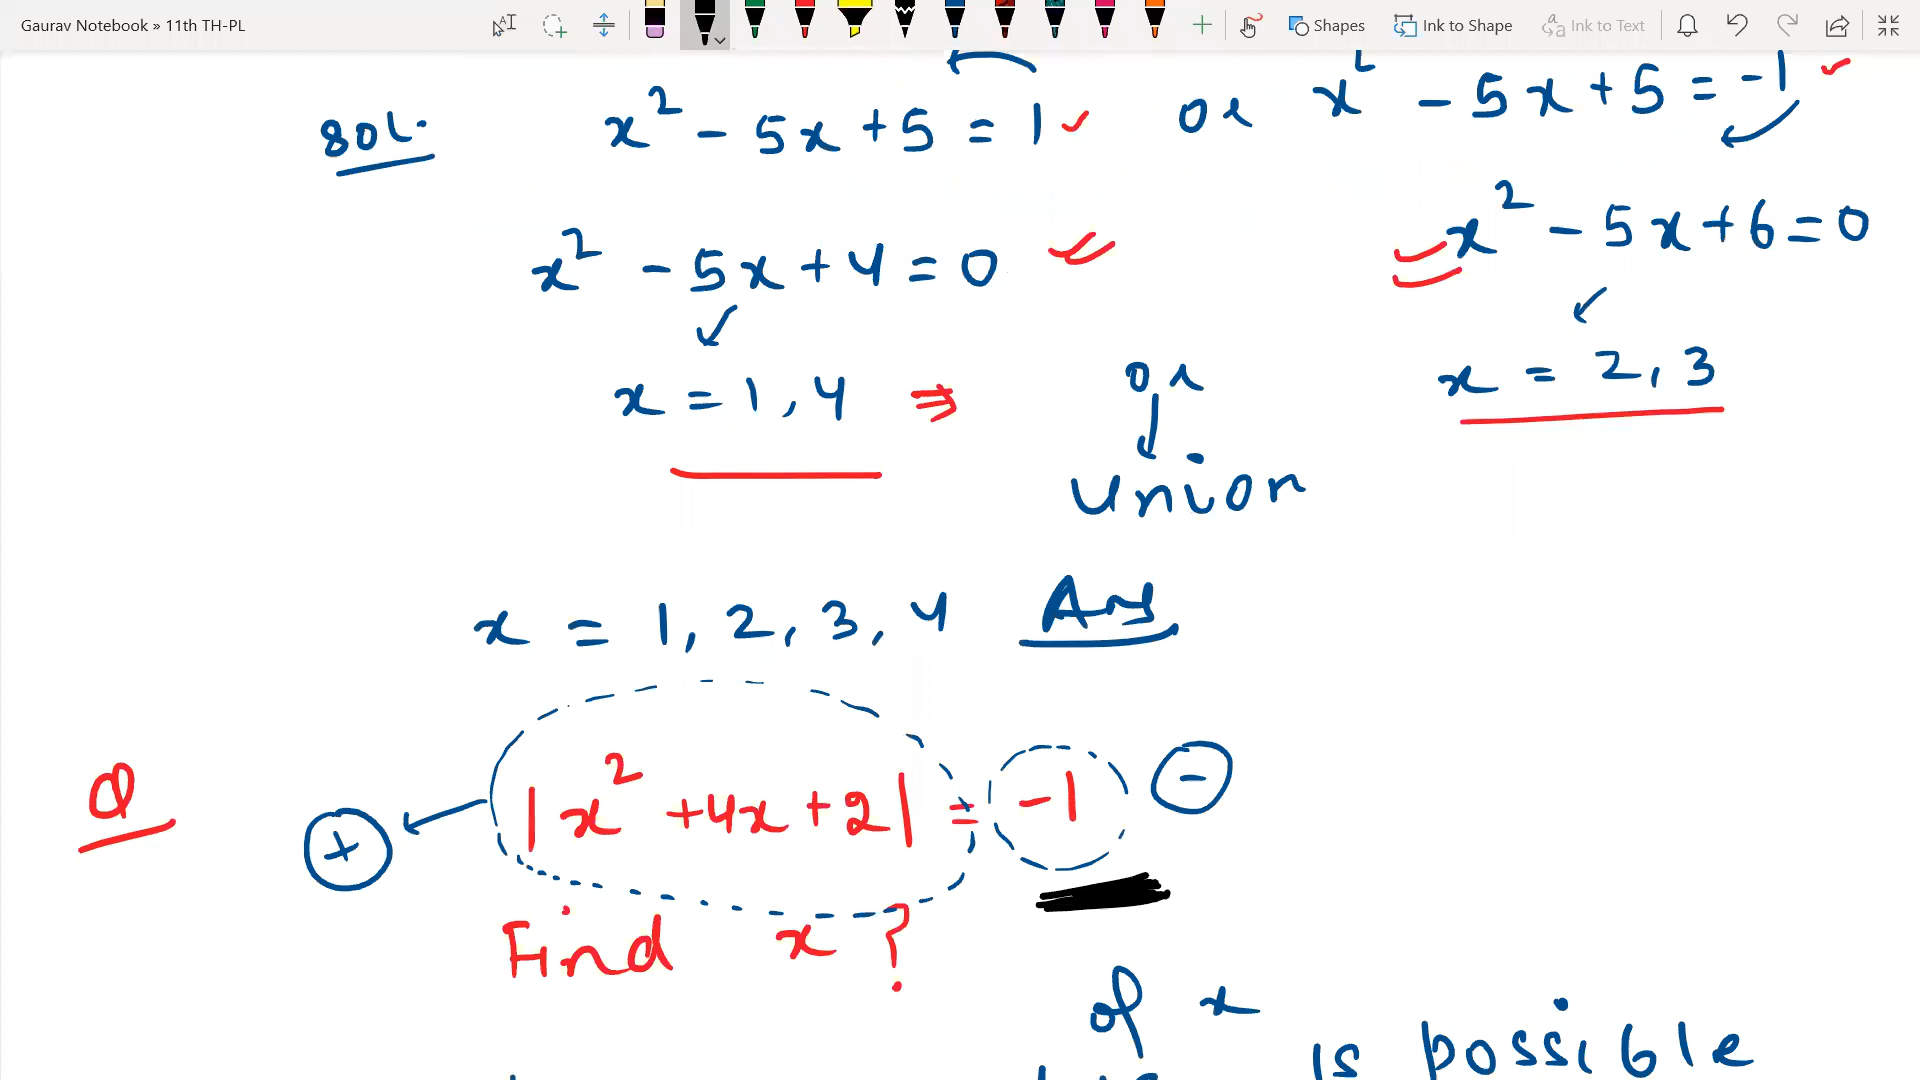 Gaurav Notebook » 11th TH-PL
Shapes Ink to Shape Ink to Text
sol. x² - 5x + 5 = 1 or x² - 5x + 5 = -1
x² - 5x + 4 = 0 x² - 5x + 6 = 0
x = 1, 4 ⇒ or x = 2, 3
Union
x = 1, 2, 3, 4 Ans
Q + |x² + 4x + 2| = -1 -
Find x ?
of x
is possible